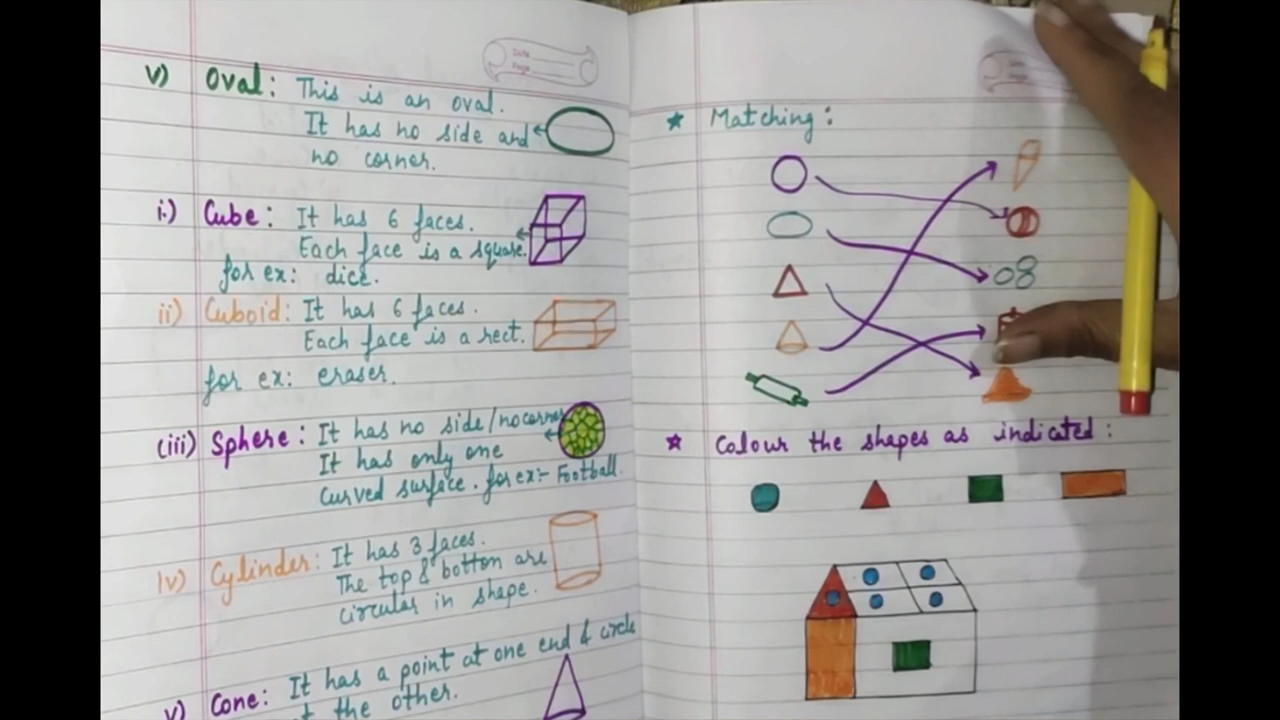 Date
Page
v) Oval: This is an oval.
It has no side and
no corner.
i.) Cube: It has 6 faces.
Each face is a square.
for ex: dice.
ii) Cuboid: It has 6 faces.
Each face is a rect.
for ex: eraser.
(iii) Sphere: It has no side/no corner
It has only one
curved surface. for ex:- Football.
iv) Cylinder: It has 3 faces.
The top & bottom are
circular in shape.
v) Cone: It has a point at one end & circle
at the other.
★ Matching:
★ Colour the shapes as indicated: